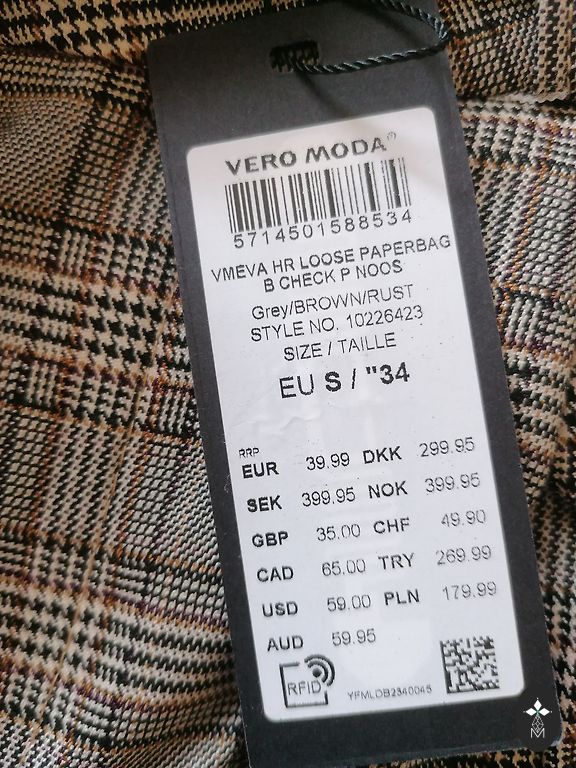 VERO MODA®
5714501588534
VMEVA HR LOOSE PAPERBAG
B CHECK P NOOS
Grey/BROWN/RUST
STYLE NO. 10226423
SIZE / TAILLE
EU S / "34
RRP
EUR 39.99 DKK 299.95
SEK 399.95 NOK 399.95
GBP 35.00 CHF 49.90
CAD 65.00 TRY 269.99
USD 59.00 PLN 179.99
AUD 59.95
RFID
YFMLOB2340045
M